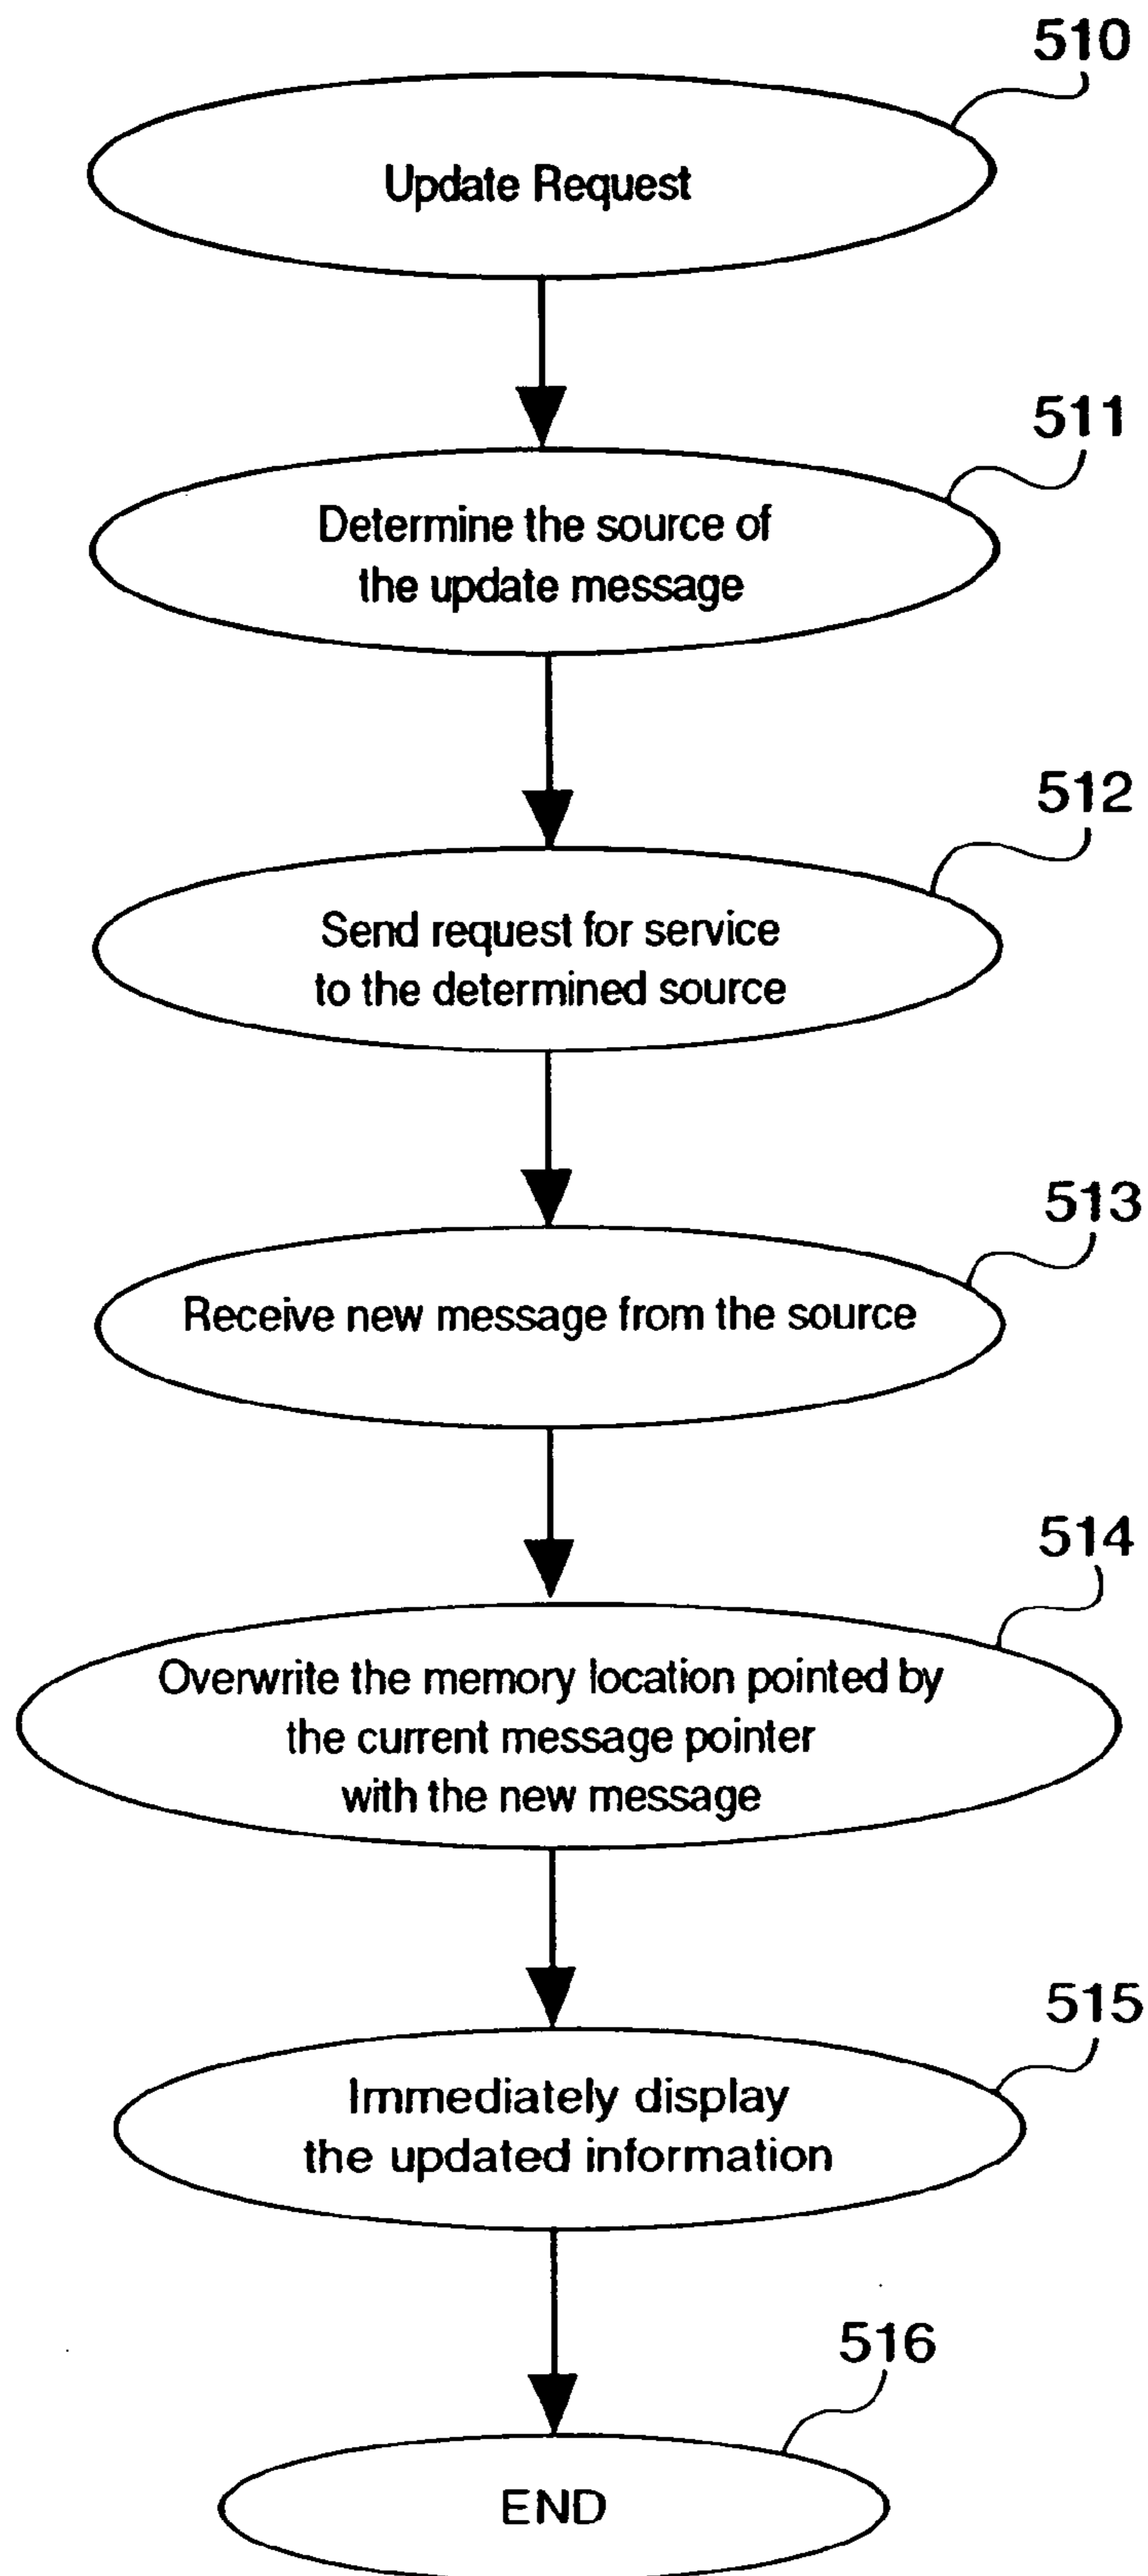 510
Update Request
511
Determine the source of
the update message
512
Send request for service
to the determined source
513
Receive new message from the source
514
Overwrite the memory location pointed by
the current message pointer
with the new message
515
Immediately display
the updated information
516
END